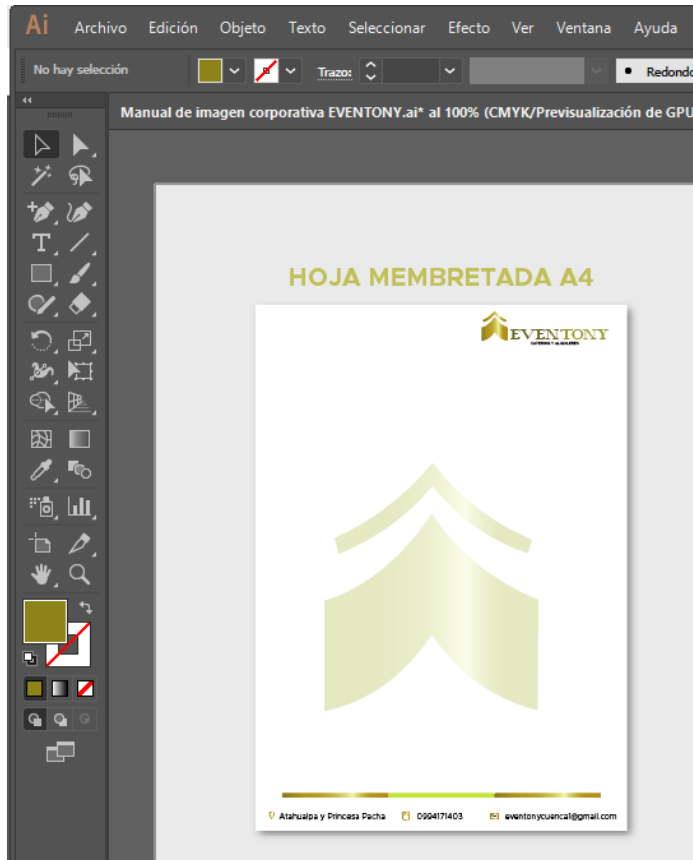 Ai Archivo Edición Objeto Texto Seleccionar Efecto Ver Ventana Ayuda
No hay selección Trazo: Redondo
Manual de imagen corporativa EVENTONY.ai* al 100% (CMYK/Previsualización de GPU
HOJA MEMBRETADA A4
EVENTONY
Atahualpa y Princesa Pacha 0994171403 eventonycuenca1@gmail.com